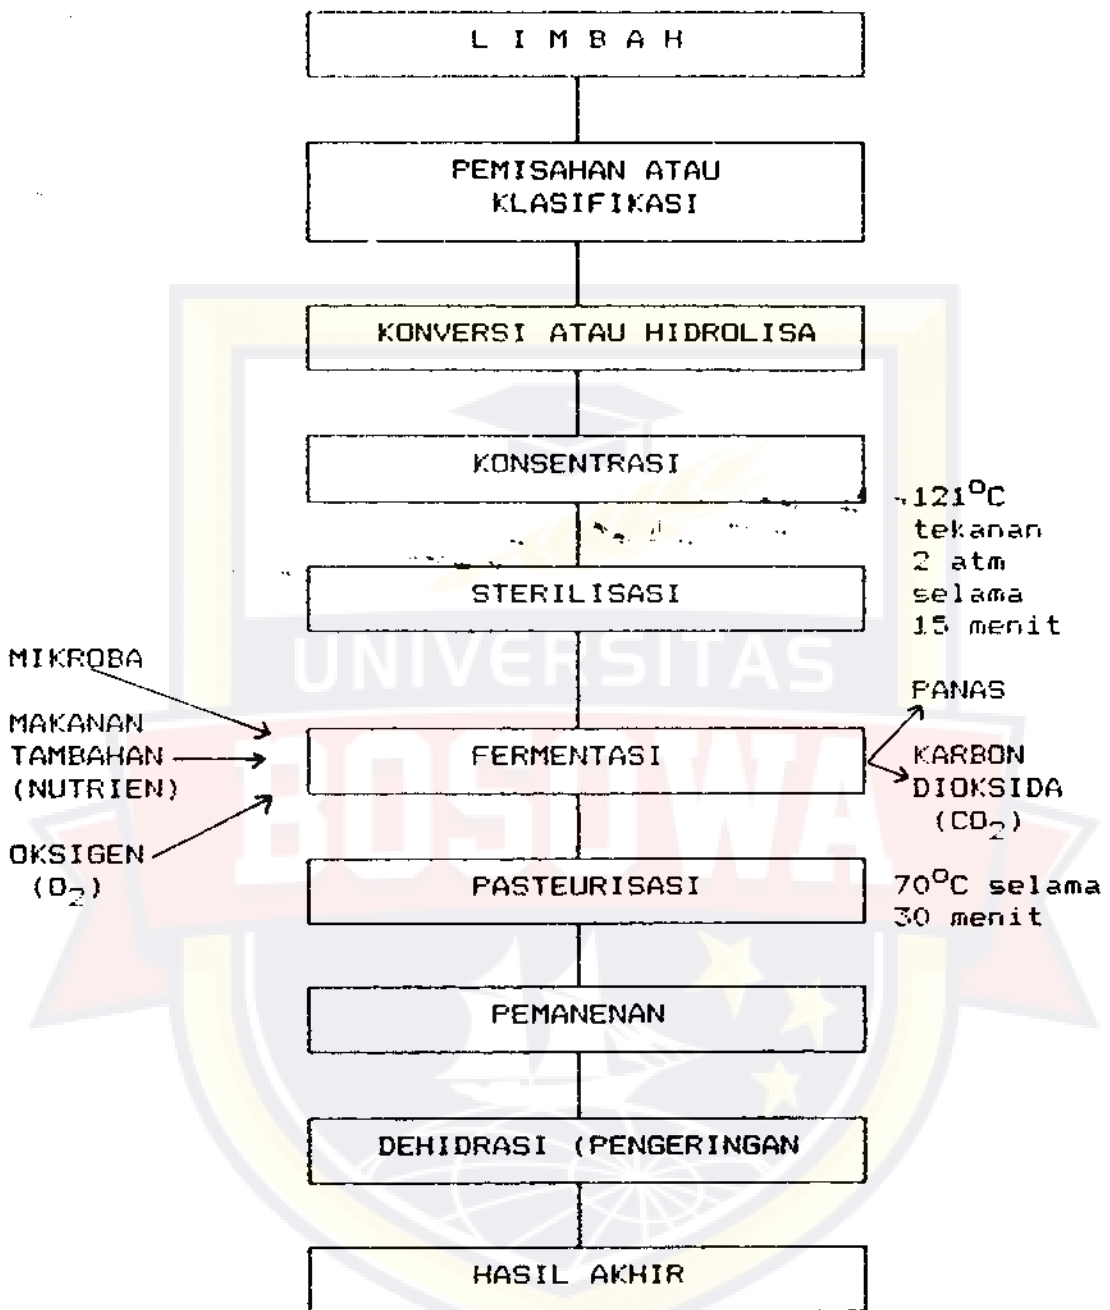 L I M B A H
PEMISAHAN ATAU
KLASIFIKASI
KONVERSI ATAU HIDROLISA
KONSENTRASI
121°C
tekanan
2 atm
selama
15 menit
STERILISASI
UNIVERSITAS
MIKROBA
MAKANAN
TAMBAHAN
(NUTRIEN)
OKSIGEN
(O₂)
FERMENTASI
PANAS
KARBON
DIOKSIDA
(CO₂)
BOSOWA
PASTEURISASI
70°C selama
30 menit
PEMANENAN
DEHIDRASI (PENGERINGAN
HASIL AKHIR